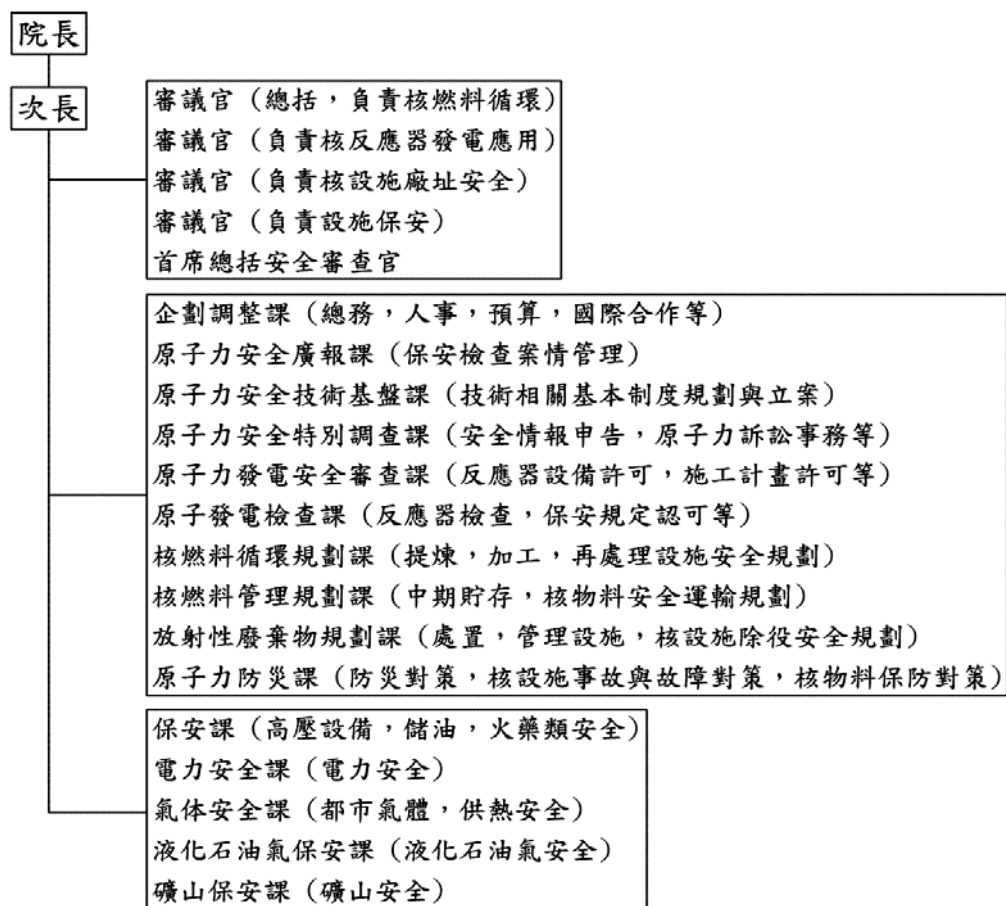 院長
次長
審議官（總括，負責核燃料循環）
審議官（負責核反應器發電應用）
審議官（負責核設施廠址安全）
審議官（負責設施保安）
首席總括安全審查官
企劃調整課（總務，人事，預算，國際合作等）
原子力安全廣報課（保安檢查案情管理）
原子力安全技術基盤課（技術相關基本制度規劃與立案）
原子力安全特別調查課（安全情報申告，原子力訴訟事務等）
原子力發電安全審查課（反應器設備許可，施工計畫許可等）
原子發電檢查課（反應器檢查，保安規定認可等）
核燃料循環規劃課（提煉，加工，再處理設施安全規劃）
核燃料管理規劃課（中期貯存，核物料安全運輸規劃）
放射性廢棄物規劃課（處置，管理設施，核設施除役安全規劃）
原子力防災課（防災對策，核設施事故與故障對策，核物料保防對策）
保安課（高壓設備，儲油，火藥類安全）
電力安全課（電力安全）
氣体安全課（都市氣體，供熱安全）
液化石油氣保安課（液化石油氣安全）
礦山保安課（礦山安全）